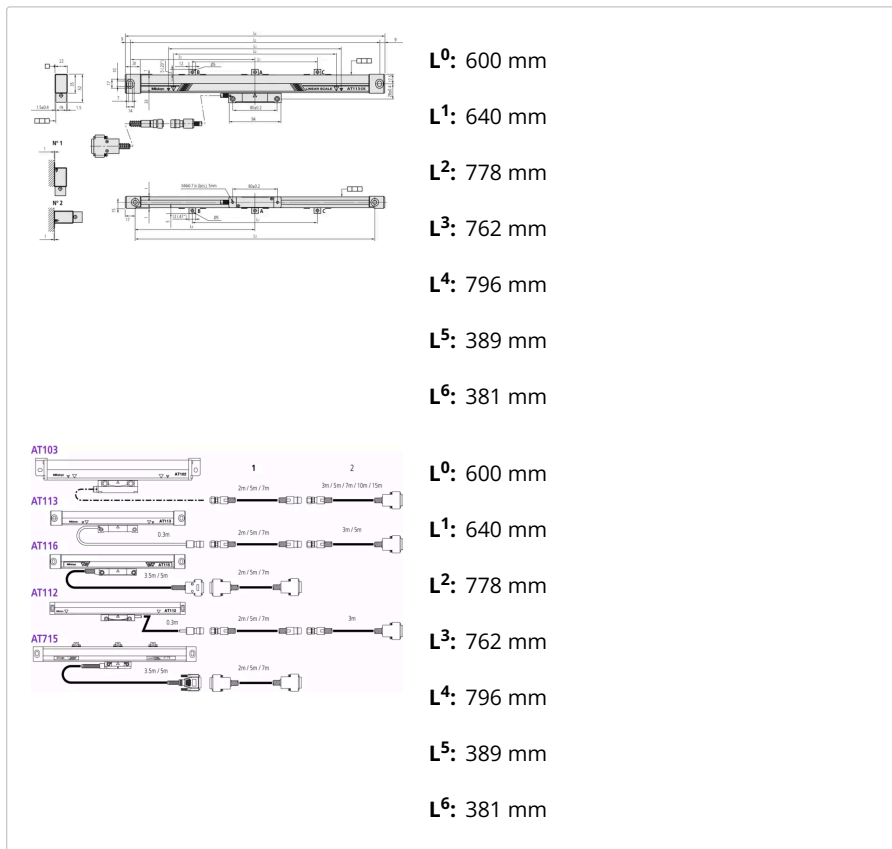 L0: 600 mm
L1: 640 mm
L2: 778 mm
L3: 762 mm
L4: 796 mm
L5: 389 mm
L6: 381 mm
N° 1
N° 2
A
B
C
LINEAR SCALE
AT103
1
2
2m / 5m / 7m
3m / 5m / 7m / 10m / 15m
AT113
0.3m
2m / 5m / 7m
3m / 5m
AT116
3.5m / 5m
2m / 5m / 7m
AT112
0.3m
2m / 5m / 7m
3m
AT715
3.5m / 5m
2m / 5m / 7m
L0: 600 mm
L1: 640 mm
L2: 778 mm
L3: 762 mm
L4: 796 mm
L5: 389 mm
L6: 381 mm